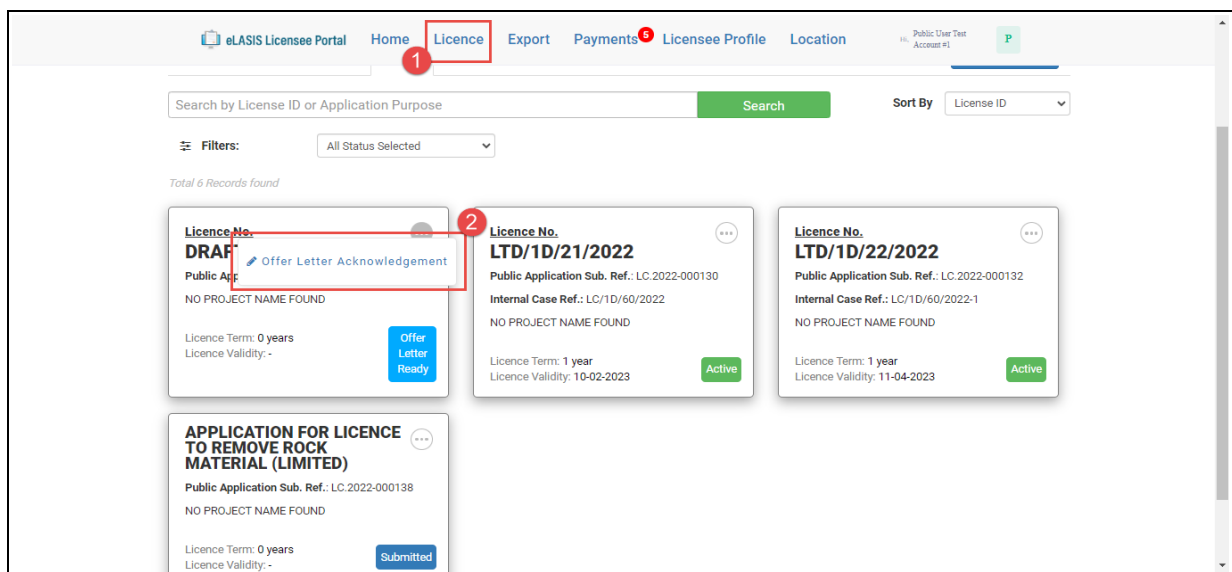 eLASIS Licensee Portal Home Licence Export Payments 5 Licensee Profile Location Hi, Public User Test Account #1 P
1
Search by License ID or Application Purpose Search Sort By License ID
Filters: All Status Selected
Total 6 Records found
2
Licence No.
DRAF
Offer Letter Acknowledgement
Public Ap
NO PROJECT NAME FOUND
Licence Term: 0 years
Licence Validity: -
Offer
Letter
Ready
Licence No.
LTD/1D/21/2022
Public Application Sub. Ref.: LC.2022-000130
Internal Case Ref.: LC/1D/60/2022
NO PROJECT NAME FOUND
Licence Term: 1 year
Licence Validity: 10-02-2023
Active
Licence No.
LTD/1D/22/2022
Public Application Sub. Ref.: LC.2022-000132
Internal Case Ref.: LC/1D/60/2022-1
NO PROJECT NAME FOUND
Licence Term: 1 year
Licence Validity: 11-04-2023
Active
APPLICATION FOR LICENCE
TO REMOVE ROCK
MATERIAL (LIMITED)
Public Application Sub. Ref.: LC.2022-000138
NO PROJECT NAME FOUND
Licence Term: 0 years
Licence Validity: -
Submitted